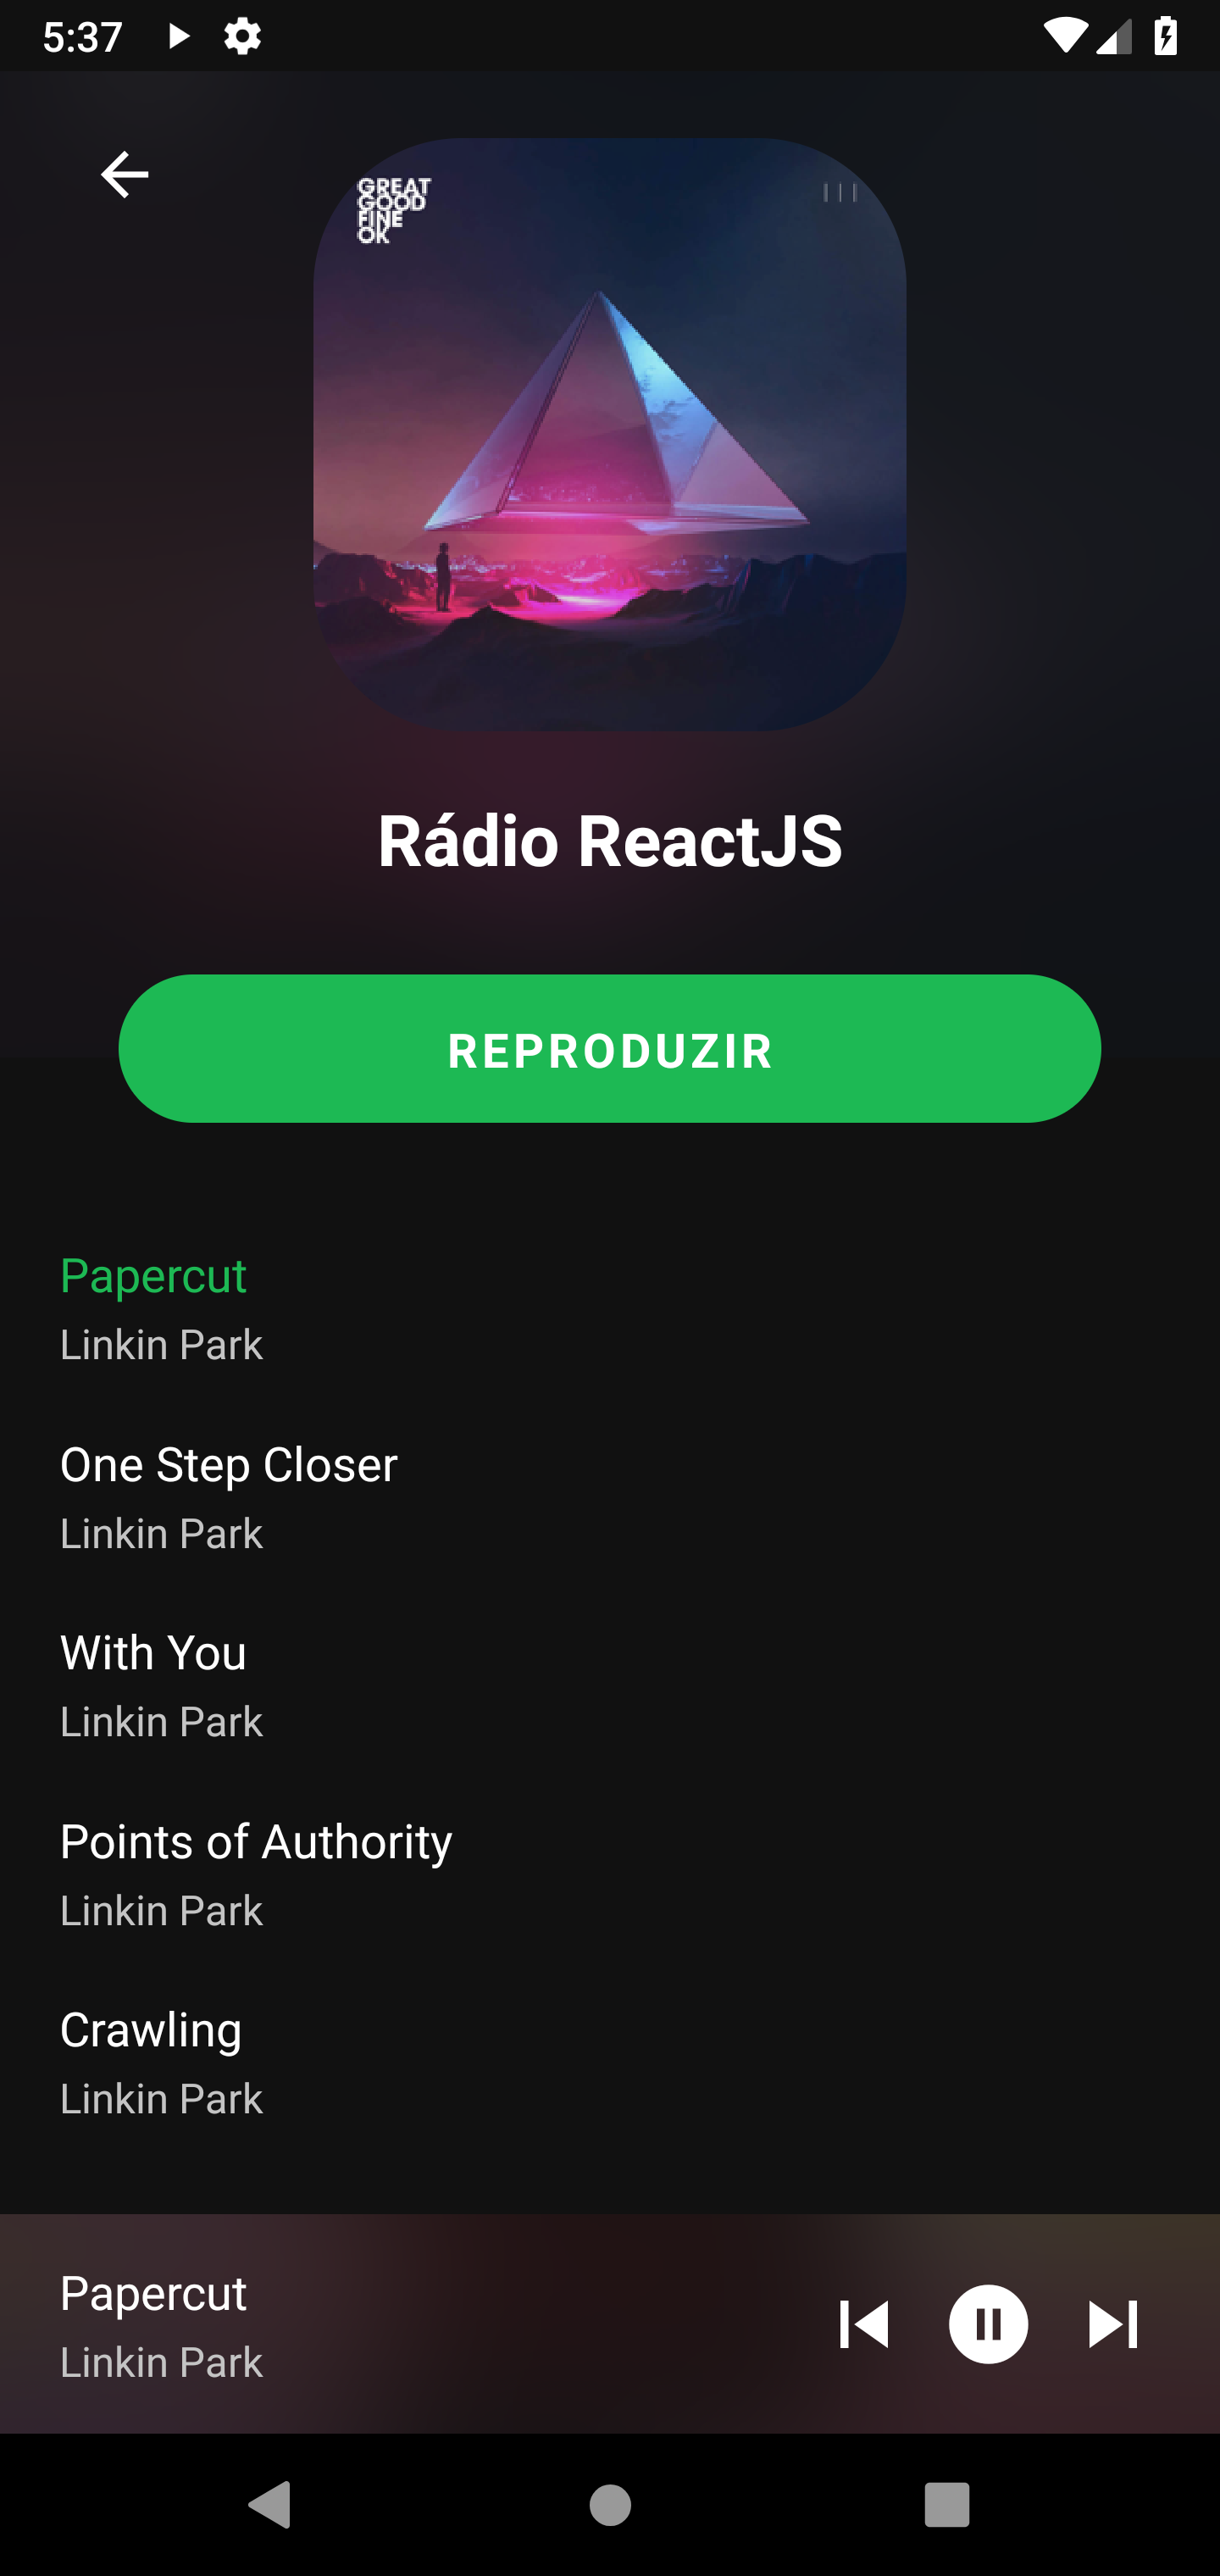 5:37
GREAT
GOOD
FINE
OK
Rádio ReactJS
REPRODUZIR
Papercut
Linkin Park
One Step Closer
Linkin Park
With You
Linkin Park
Points of Authority
Linkin Park
Crawling
Linkin Park
Papercut
Linkin Park